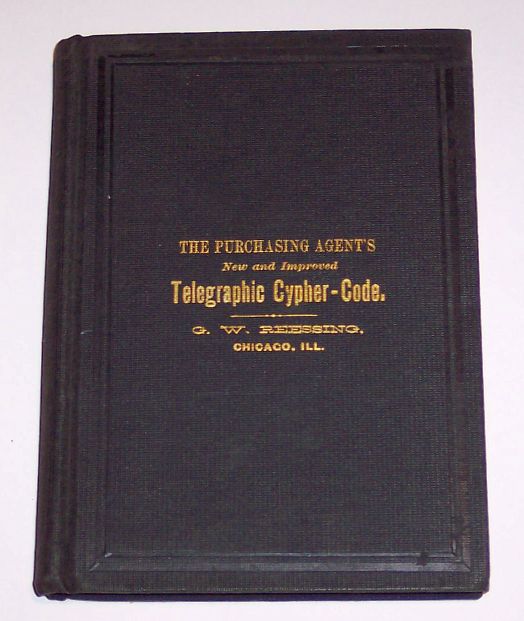 THE PURCHASING AGENT'S
New and Improved
Telegraphic Cypher-Code.
G. W. REESSING,
CHICAGO, ILL.